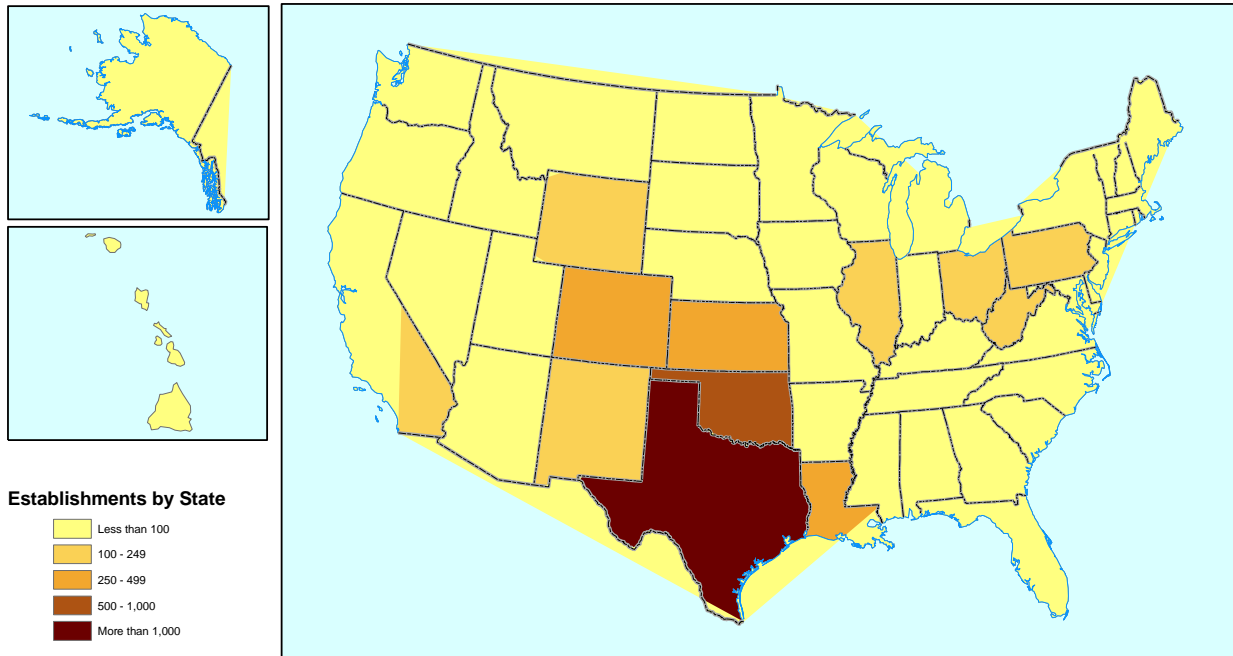 Establishments by State
Less than 100
100 - 249
250 - 499
500 - 1,000
More than 1,000